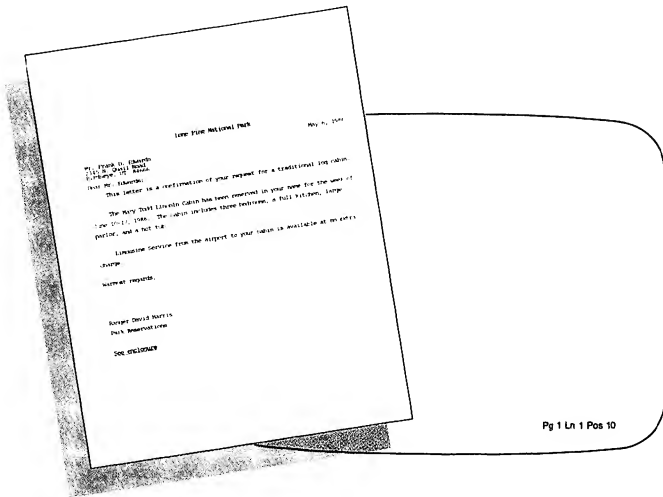 Lone Pine National Park
May 6,
Mr. Frank D. Edwards
Dear Mr. Edwards:
This letter is a confirmation of your request for a traditional log cabin.
The Mary Todd Lincoln Cabin has been reserved in your name for the week of
June 1986. The cabin includes three bedrooms, a full kitchen, large
parlor, and a hot tub.
Limousine service from the airport to your cabin is available at no extra
charge.
Warmest regards,
Ranger David Harris
Park Reservations
See enclosure
Pg 1 Ln 1 Pos 10